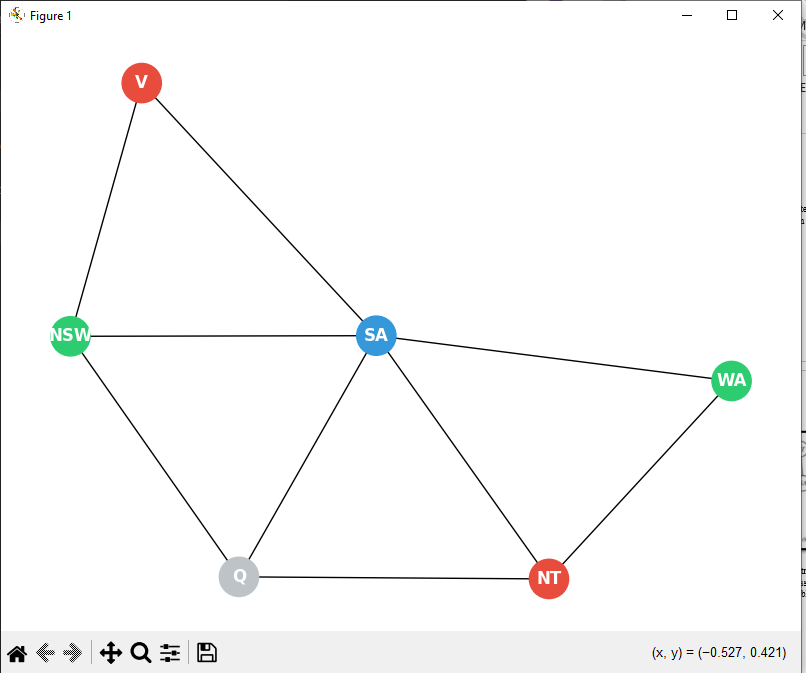 Figure 1
V
NSW
SA
WA
Q
NT
(x, y) = (−0.527, 0.421)